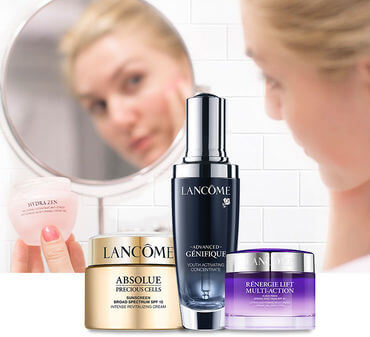 HYDRA ZEN
LANCÔME
ABSOLUE
PRECIOUS CELLS
SUNSCREEN
BROAD SPECTRUM SPF 15
INTENSE REVITALIZING CREAM
LANCÔME
ADVANCED
GÉNIFIQUE
YOUTH ACTIVATING
CONCENTRATE
LANCÔME
RÉNERGIE LIFT
MULTI-ACTION